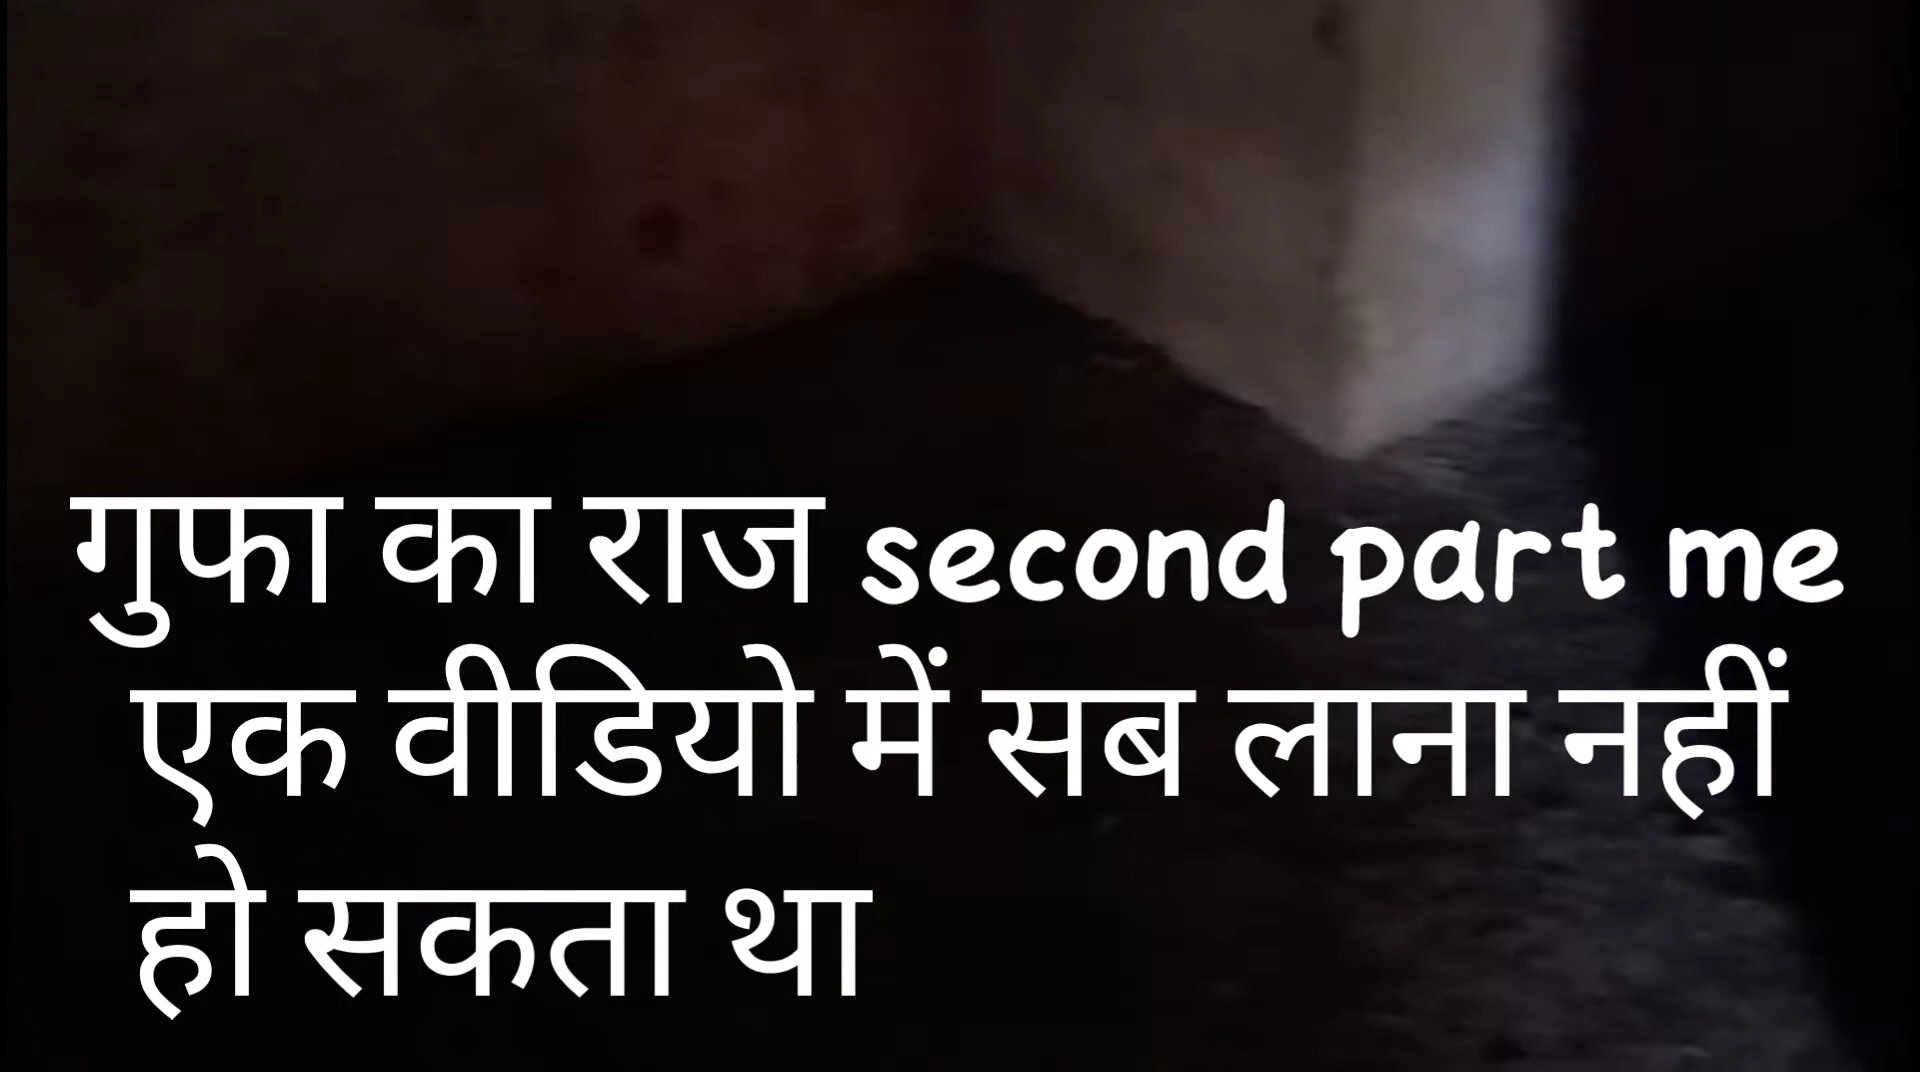 गुफा का राज second part me
एक वीडियो में सब लाना नहीं
हो सकता था